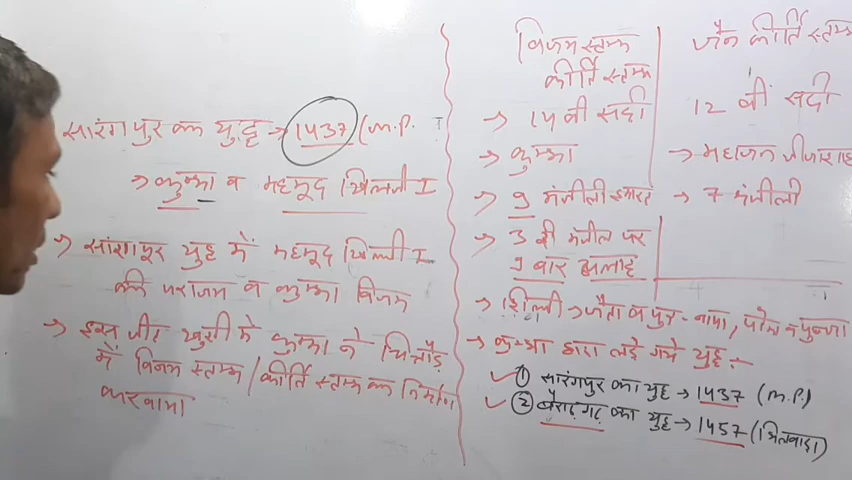 सारंगपुर का युद्ध → 1437 (M.P.
→ कुम्भा व महमूद खिलजी I
→ सारंगपुर युद्ध में महमूद खिलजी I
की पराजय व कुम्भा विजय
→ इस जीत खुशी में कुम्भा ने चित्तौड़
में विजय स्तम्भ / कीर्ति स्तम्भ का निर्माण
करवाया
विजय स्तम्भ
कीर्ति स्तम्भ
→ 15 वी सदी
→ कुम्भा
→ 9 मंजीली इमारत
→ 3 री मंजील पर
9 बार अल्लाह
जैन कीर्ति स्तम्भ
12 वीं सदी
→ महाजन जीजाशाह
→ 7 मंजीली
→ शिल्पी → जैता व पुत्र - नापा, पोमा व पुन्जा
→ कुम्भा द्वारा लड़े गये युद्ध :-
① सारंगपुर का युद्ध → 1437 (M.P.)
② बैराठगढ़ का युद्ध → 1457 (भिलवाड़ा)